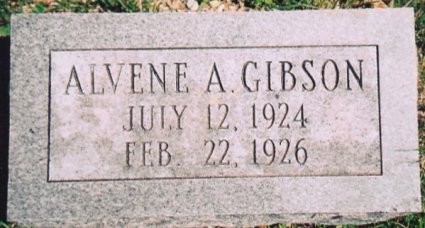 ALVENE A. GIBSON
JULY 12, 1924
FEB 22, 1926